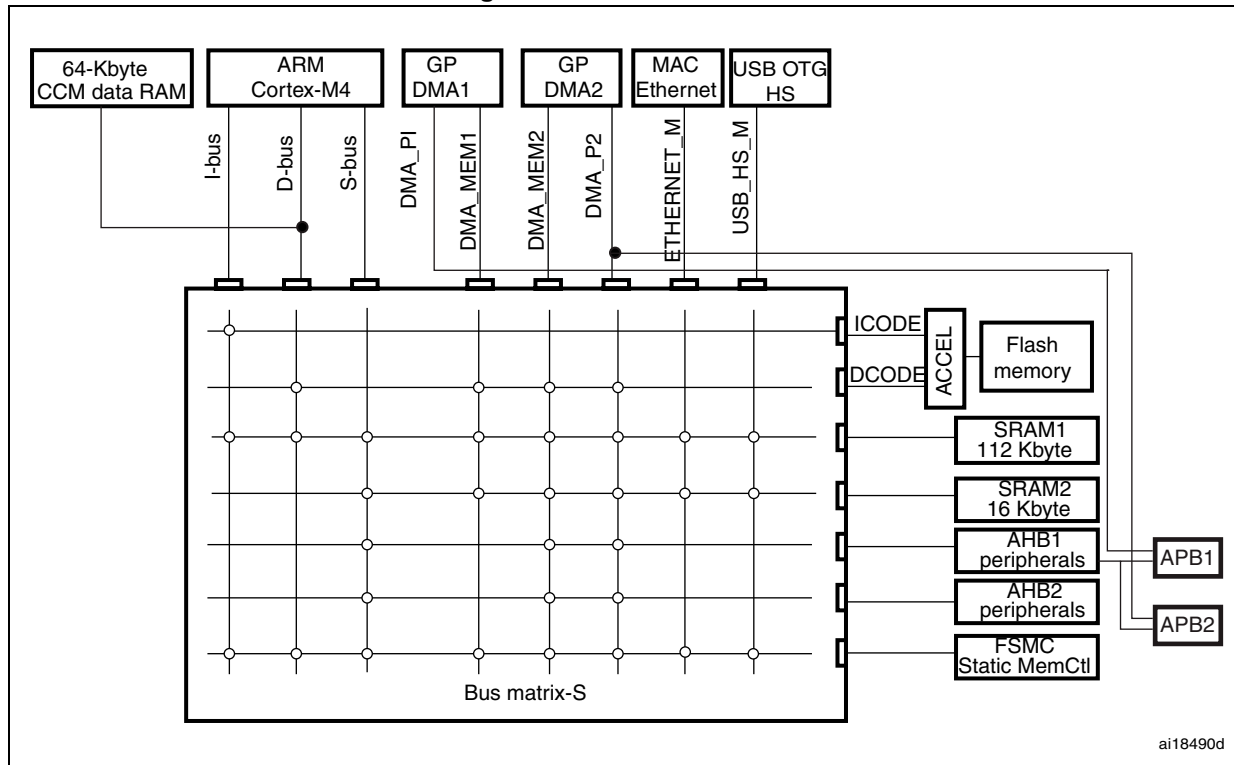 64-Kbyte
CCM data RAM
ARM
Cortex-M4
GP
DMA1
GP
DMA2
MAC
Ethernet
USB OTG
HS
I-bus
D-bus
S-bus
DMA_PI
DMA_MEM1
DMA_MEM2
DMA_P2
ETHERNET_M
USB_HS_M
ICODE
DCODE
ACCEL
Flash
memory
SRAM1
112 Kbyte
SRAM2
16 Kbyte
AHB1
peripherals
AHB2
peripherals
FSMC
Static MemCtl
APB1
APB2
Bus matrix-S
ai18490d